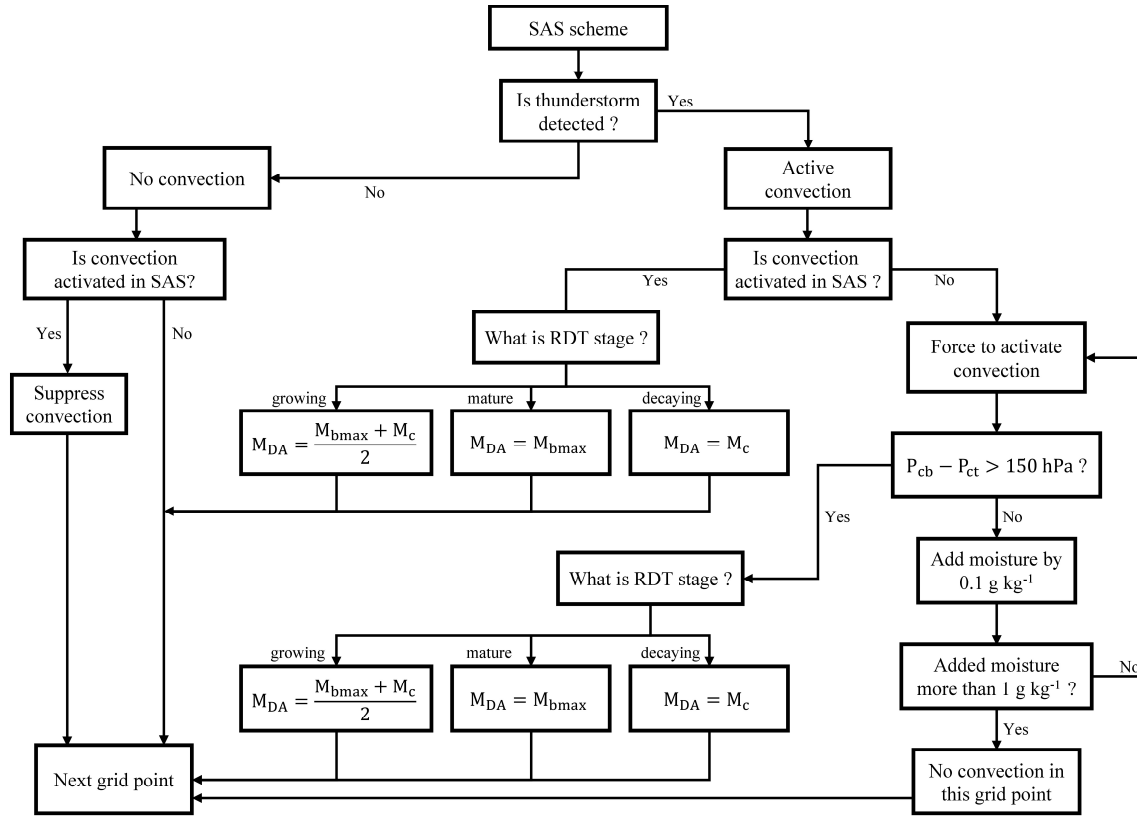 SAS scheme
Is thunderstorm
detected ?
Yes
No convection
No
Active
convection
Is convection
activated in SAS?
Is convection
activated in SAS ?
Yes
No
Yes
No
What is RDT stage ?
Force to activate
convection
Suppress
convection
growing
mature
decaying
M_DA = (M_bmax + M_c)/2
M_DA = M_bmax
M_DA = M_c
P_cb − P_ct > 150 hPa ?
Yes
No
What is RDT stage ?
Add moisture by
0.1 g kg⁻¹
growing
mature
decaying
M_DA = (M_bmax + M_c)/2
M_DA = M_bmax
M_DA = M_c
Added moisture
more than 1 g kg⁻¹ ?
No
Yes
Next grid point
No convection in
this grid point